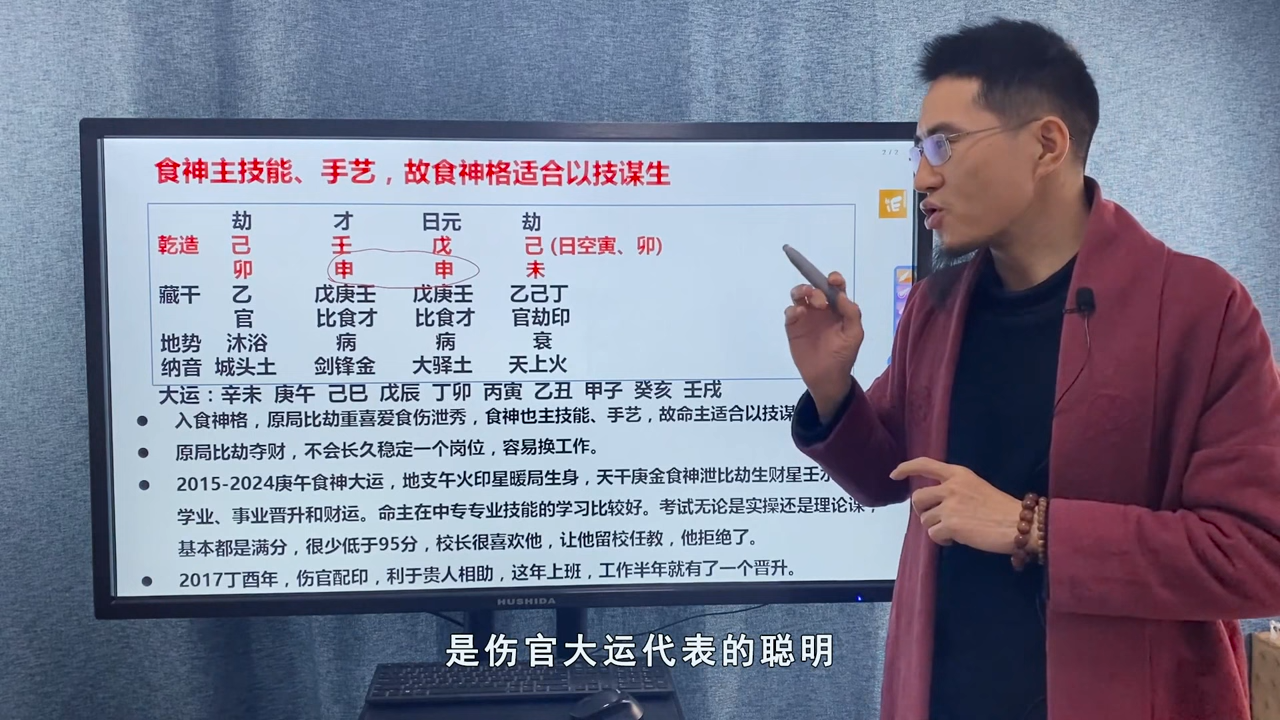 食神主技能、手艺，故食神格适合以技谋生
劫 才 日元 劫
乾造 己 壬 戊 己 (日空寅、卯)
卯 申 申 未
藏干 乙 戊庚壬 戊庚壬 乙己丁
官 比食才 比食才 官劫印
地势 沐浴 病 病 衰
纳音 城头土 剑锋金 大驿土 天上火
大运：辛未 庚午 己巳 戊辰 丁卯 丙寅 乙丑 甲子 癸亥 壬戌
● 入食神格，原局比劫重喜爱食伤泄秀，食神也主技能、手艺，故命主适合以技谋
● 原局比劫夺财，不会长久稳定一个岗位，容易换工作。
● 2015-2024庚午食神大运，地支午火印星暖局生身，天干庚金食神泄比劫生财星壬水
学业、事业晋升和财运。命主在中专专业技能的学习比较好。考试无论是实操还是理论课，
基本都是满分，很少低于95分，校长很喜欢他，让他留校任教，他拒绝了。
● 2017丁酉年，伤官配印，利于贵人相助，这年上班，工作半年就有了一个晋升。
HUSHIDA
是伤官大运代表的聪明